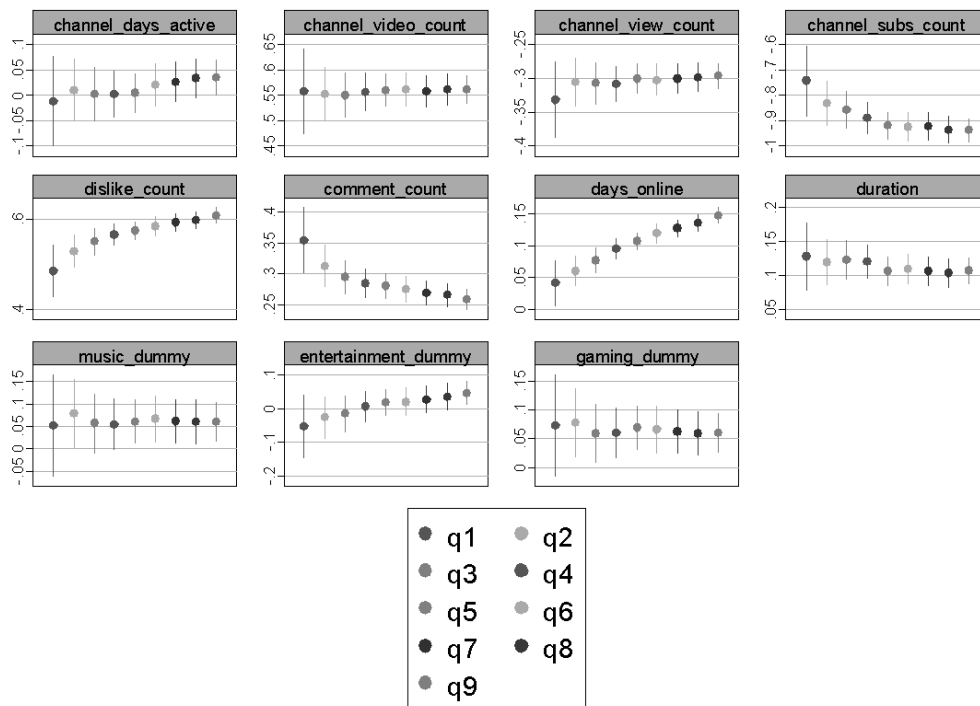 channel_days_active
-.1 -.05 0 .05 .1
channel_video_count
.45 .5 .55 .6 .65
channel_view_count
-.4 -.35 -.3 -.25
channel_subs_count
-1 -.9 -.8 -.7 -.6
dislike_count
.4 .6
comment_count
.25 .3 .35 .4
days_online
0 .05 .1 .15
duration
.05 .1 .15 .2
music_dummy
-.05 0 .05 .1 .15
entertainment_dummy
-.2 -.1 0 .1
gaming_dummy
0 .05 .1 .15
q1 q2
q3 q4
q5 q6
q7 q8
q9